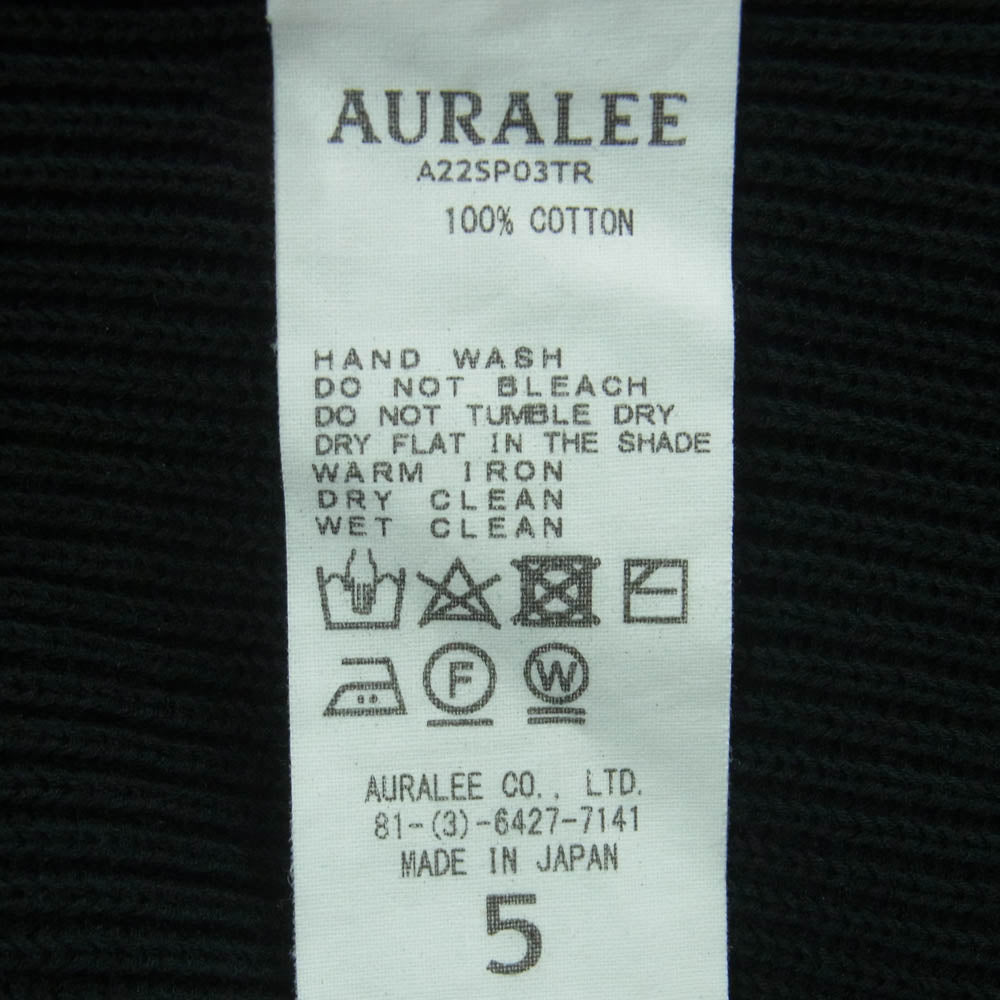 AURALEE
A22SP03TR
100% COTTON
HAND WASH
DO NOT BLEACH
DO NOT TUMBLE DRY
DRY FLAT IN THE SHADE
WARM IRON
DRY CLEAN
WET CLEAN
F W
AURALEE CO., LTD.
81-(3)-6427-7141
MADE IN JAPAN
5